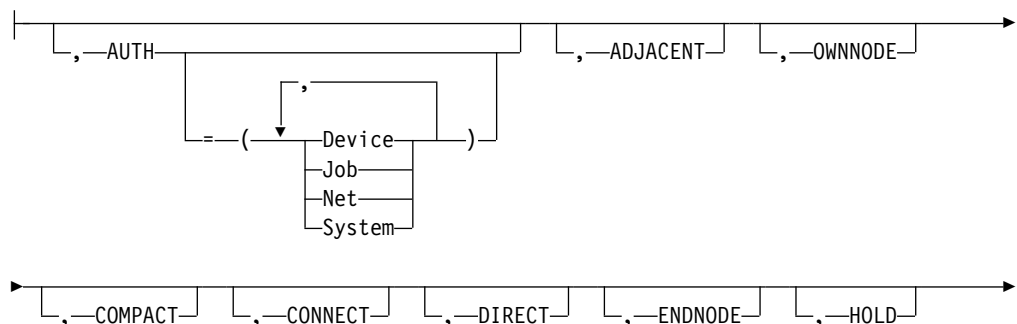 , AUTH , ADJACENT , OWNNODE
,
= ( Device )
Job
Net
System
, COMPACT , CONNECT , DIRECT , ENDNODE , HOLD